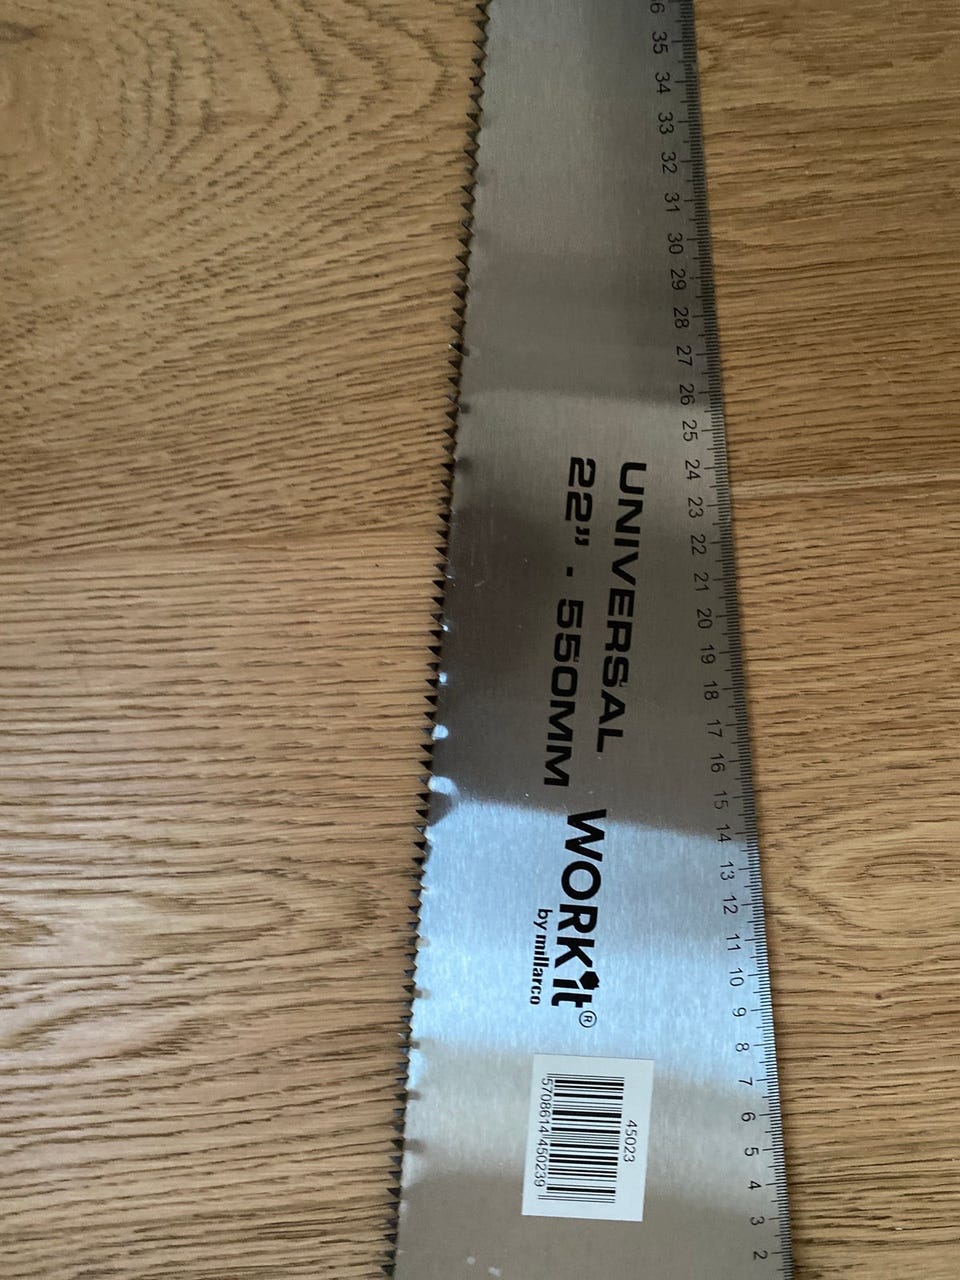 UNIVERSAL
22” - 550MM
WORKit®
by millarco
45023
5708614450239
35 34 33 32 31 30 29 28 27 26 25 24 23 22 21 20 19 18 17 16 15 14 13 12 11 10 9 8 7 6 5 4 3 2